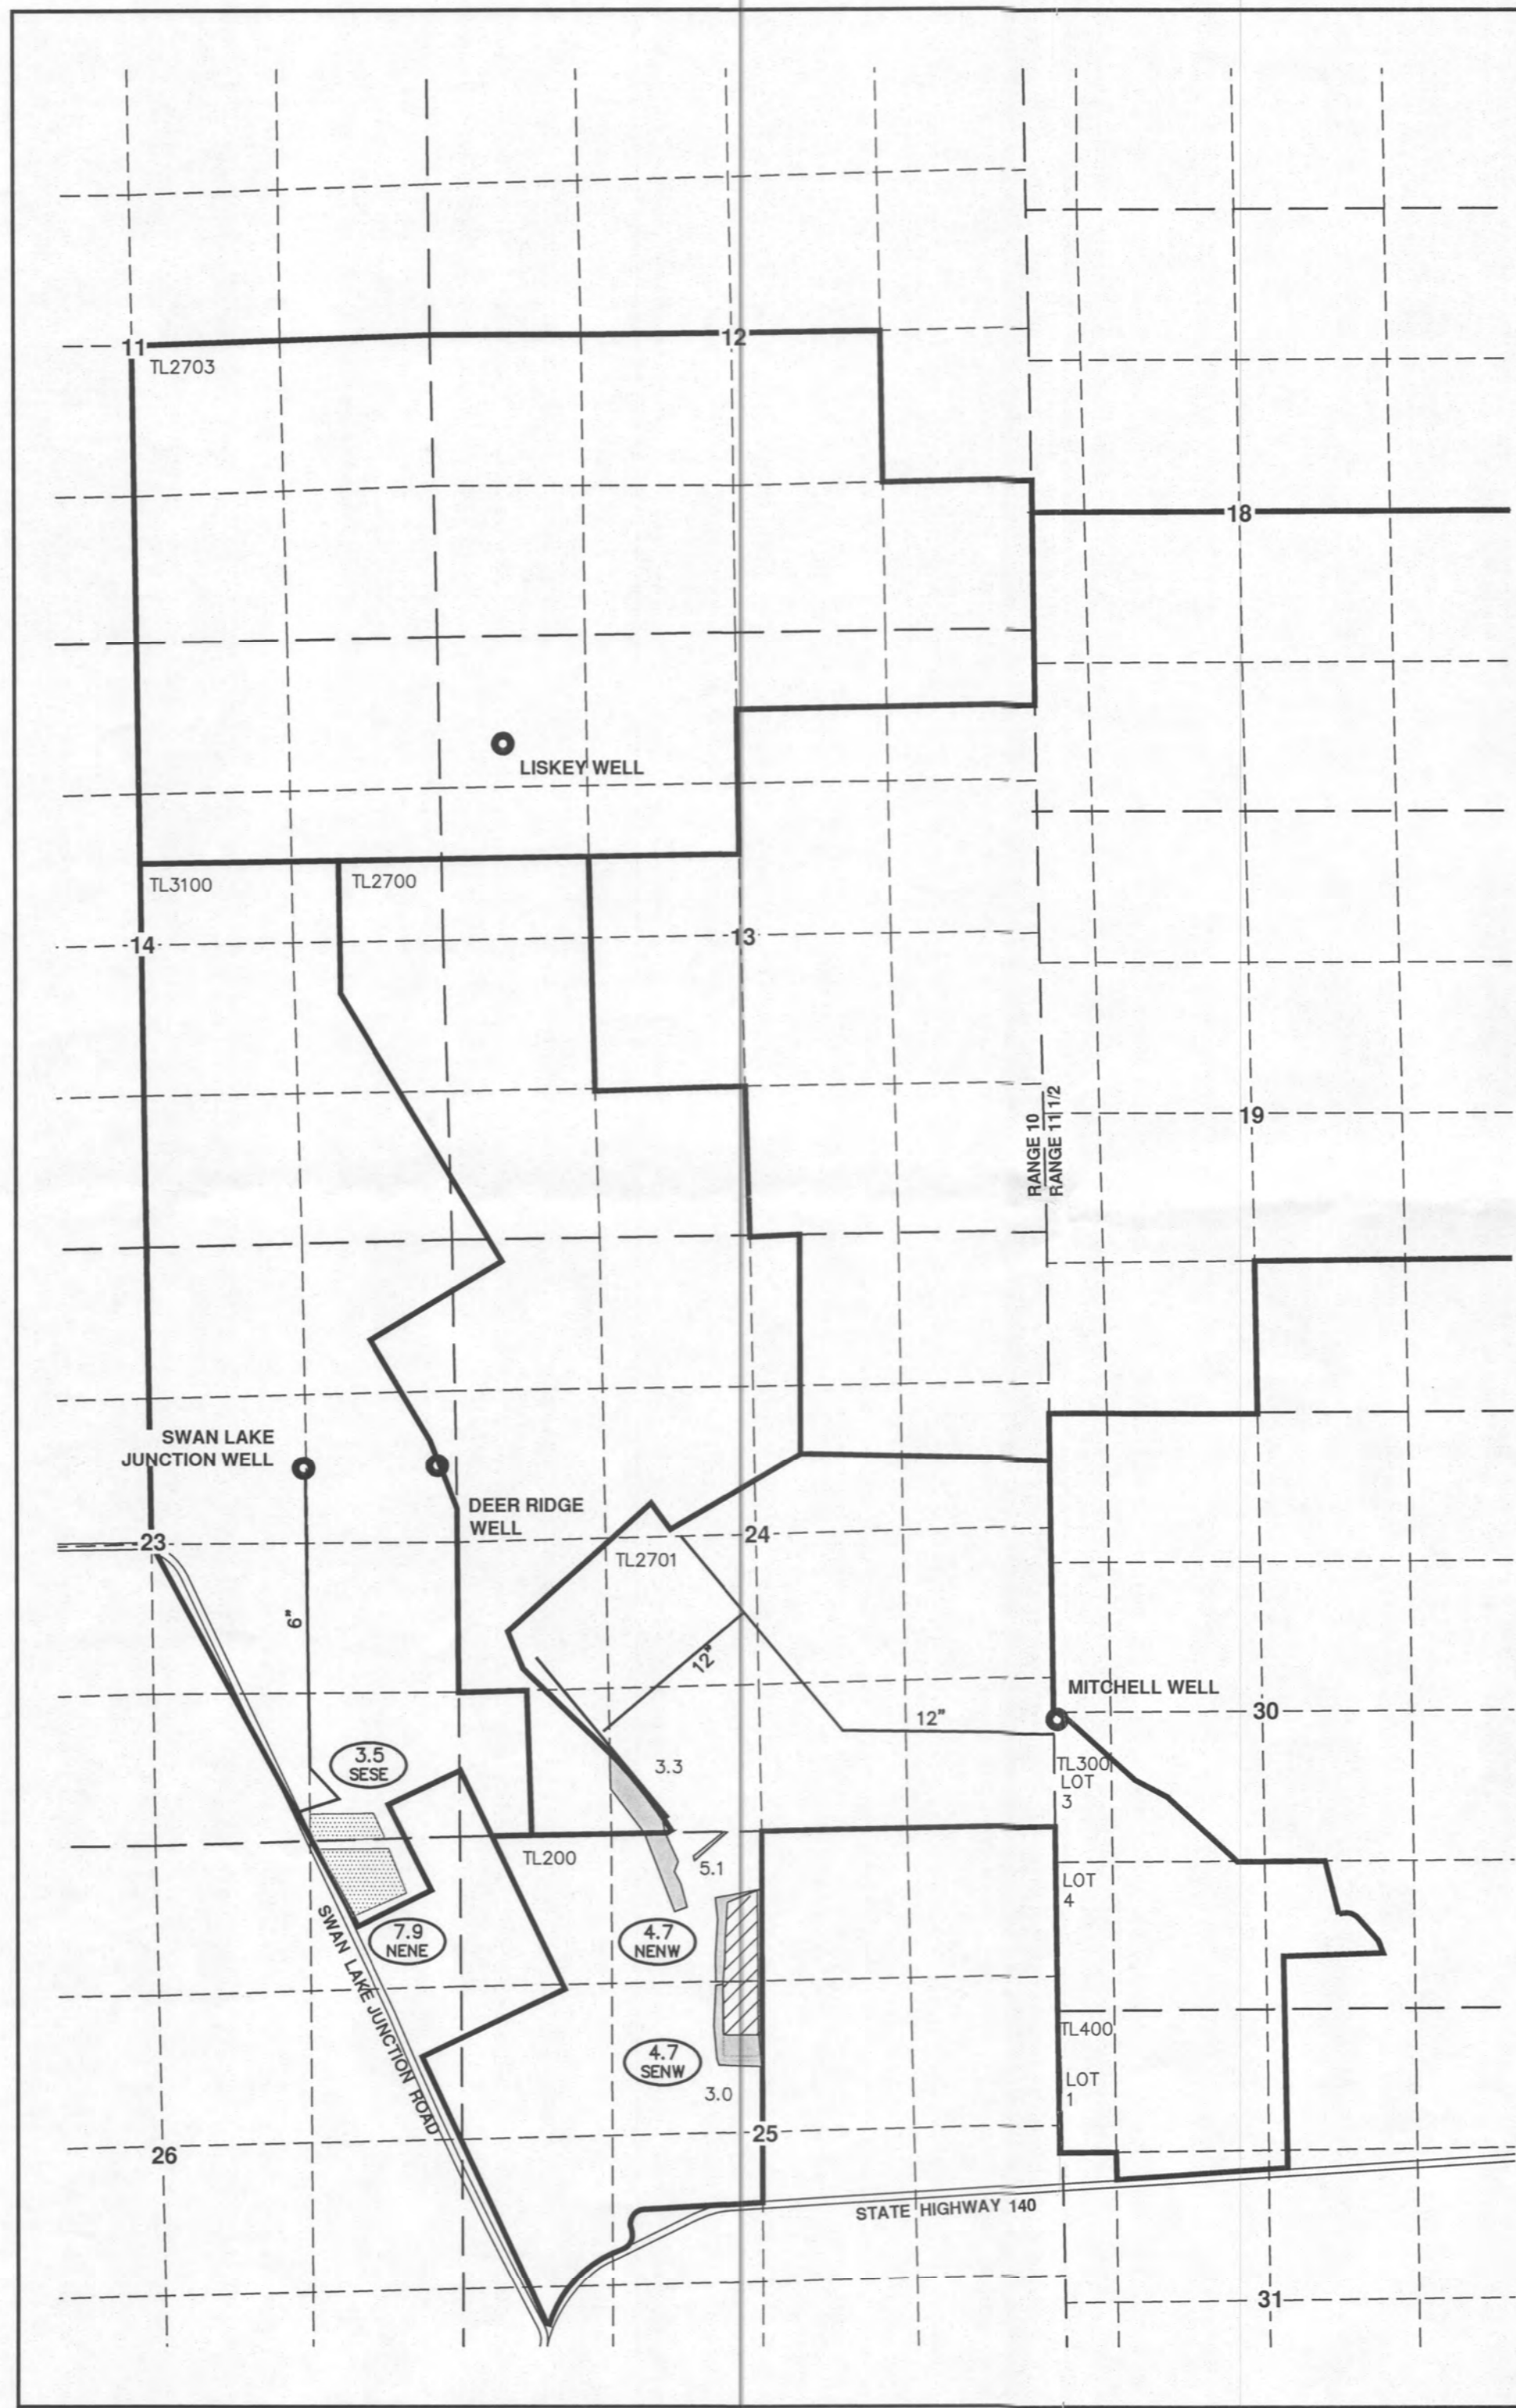 11
12
TL2703
18
LISKEY WELL
TL3100
TL2700
14
13
RANGE 10
RANGE 11 1/2
19
SWAN LAKE
JUNCTION WELL
DEER RIDGE
WELL
23
24
TL2701
6"
12"
12"
MITCHELL WELL
30
3.5
SESE
3.3
TL300
LOT
3
TL200
5.1
LOT
4
7.9
NENE
4.7
NENW
SWAN LAKE JUNCTION ROAD
4.7
SENW
3.0
TL400
LOT
1
25
26
STATE HIGHWAY 140
31